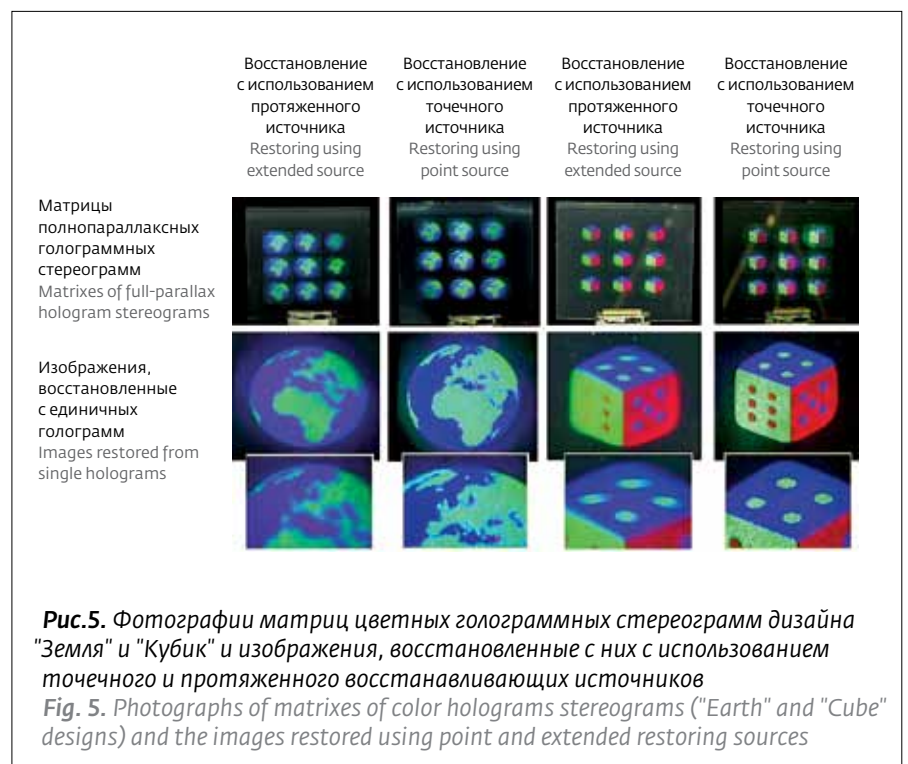 Восстановление
с использованием
протяженного
источника
Restoring using
extended source
Восстановление
с использованием
точечного
источника
Restoring using
point source
Восстановление
с использованием
протяженного
источника
Restoring using
extended source
Восстановление
с использованием
точечного
источника
Restoring using
point source
Матрицы
полнопараллаксных
голограммных
стереограмм
Matrixes of full-parallax
hologram stereograms
Изображения,
восстановленные
с единичных
голограмм
Images restored from
single holograms
Рис.5. Фотографии матриц цветных голограммных стереограмм дизайна
"Земля" и "Кубик" и изображения, восстановленные с них с использованием
точечного и протяженного восстанавливающих источников
Fig. 5. Photographs of matrixes of color holograms stereograms ("Earth" and "Cube"
designs) and the images restored using point and extended restoring sources